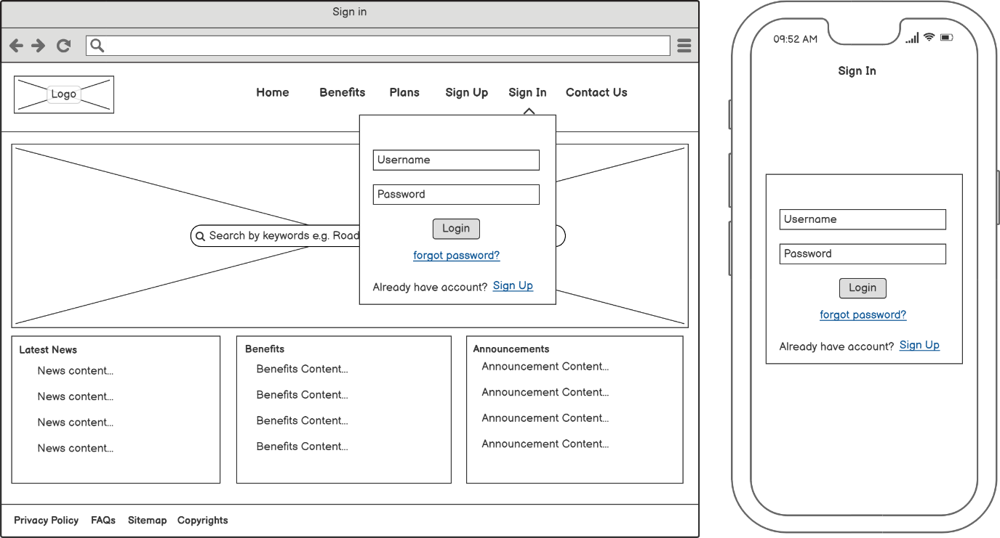 Sign in
Logo
Home Benefits Plans Sign Up Sign In Contact Us
Username
Password
Search by keywords e.g. Road
Login
forgot password?
Already have account? Sign Up
Latest News
News content...
News content...
News content...
News content...
Benefits
Benefits Content...
Benefits Content...
Benefits Content...
Benefits Content...
Announcements
Announcement Content...
Announcement Content...
Announcement Content...
Announcement Content...
Privacy Policy FAQs Sitemap Copyrights
09:52 AM
Sign In
Username
Password
Login
forgot password?
Already have account? Sign Up